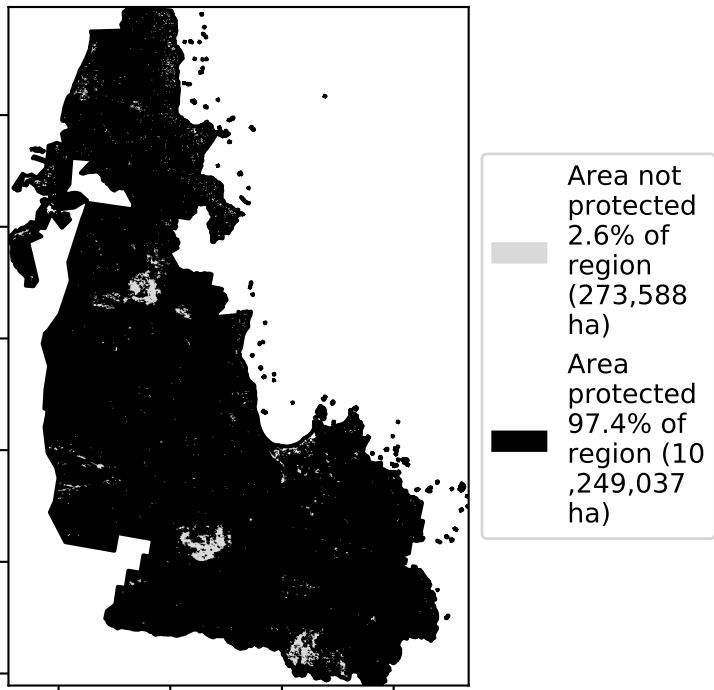 Area not
protected
2.6% of
region
(273,588
ha)
Area
protected
97.4% of
region (10
,249,037
ha)